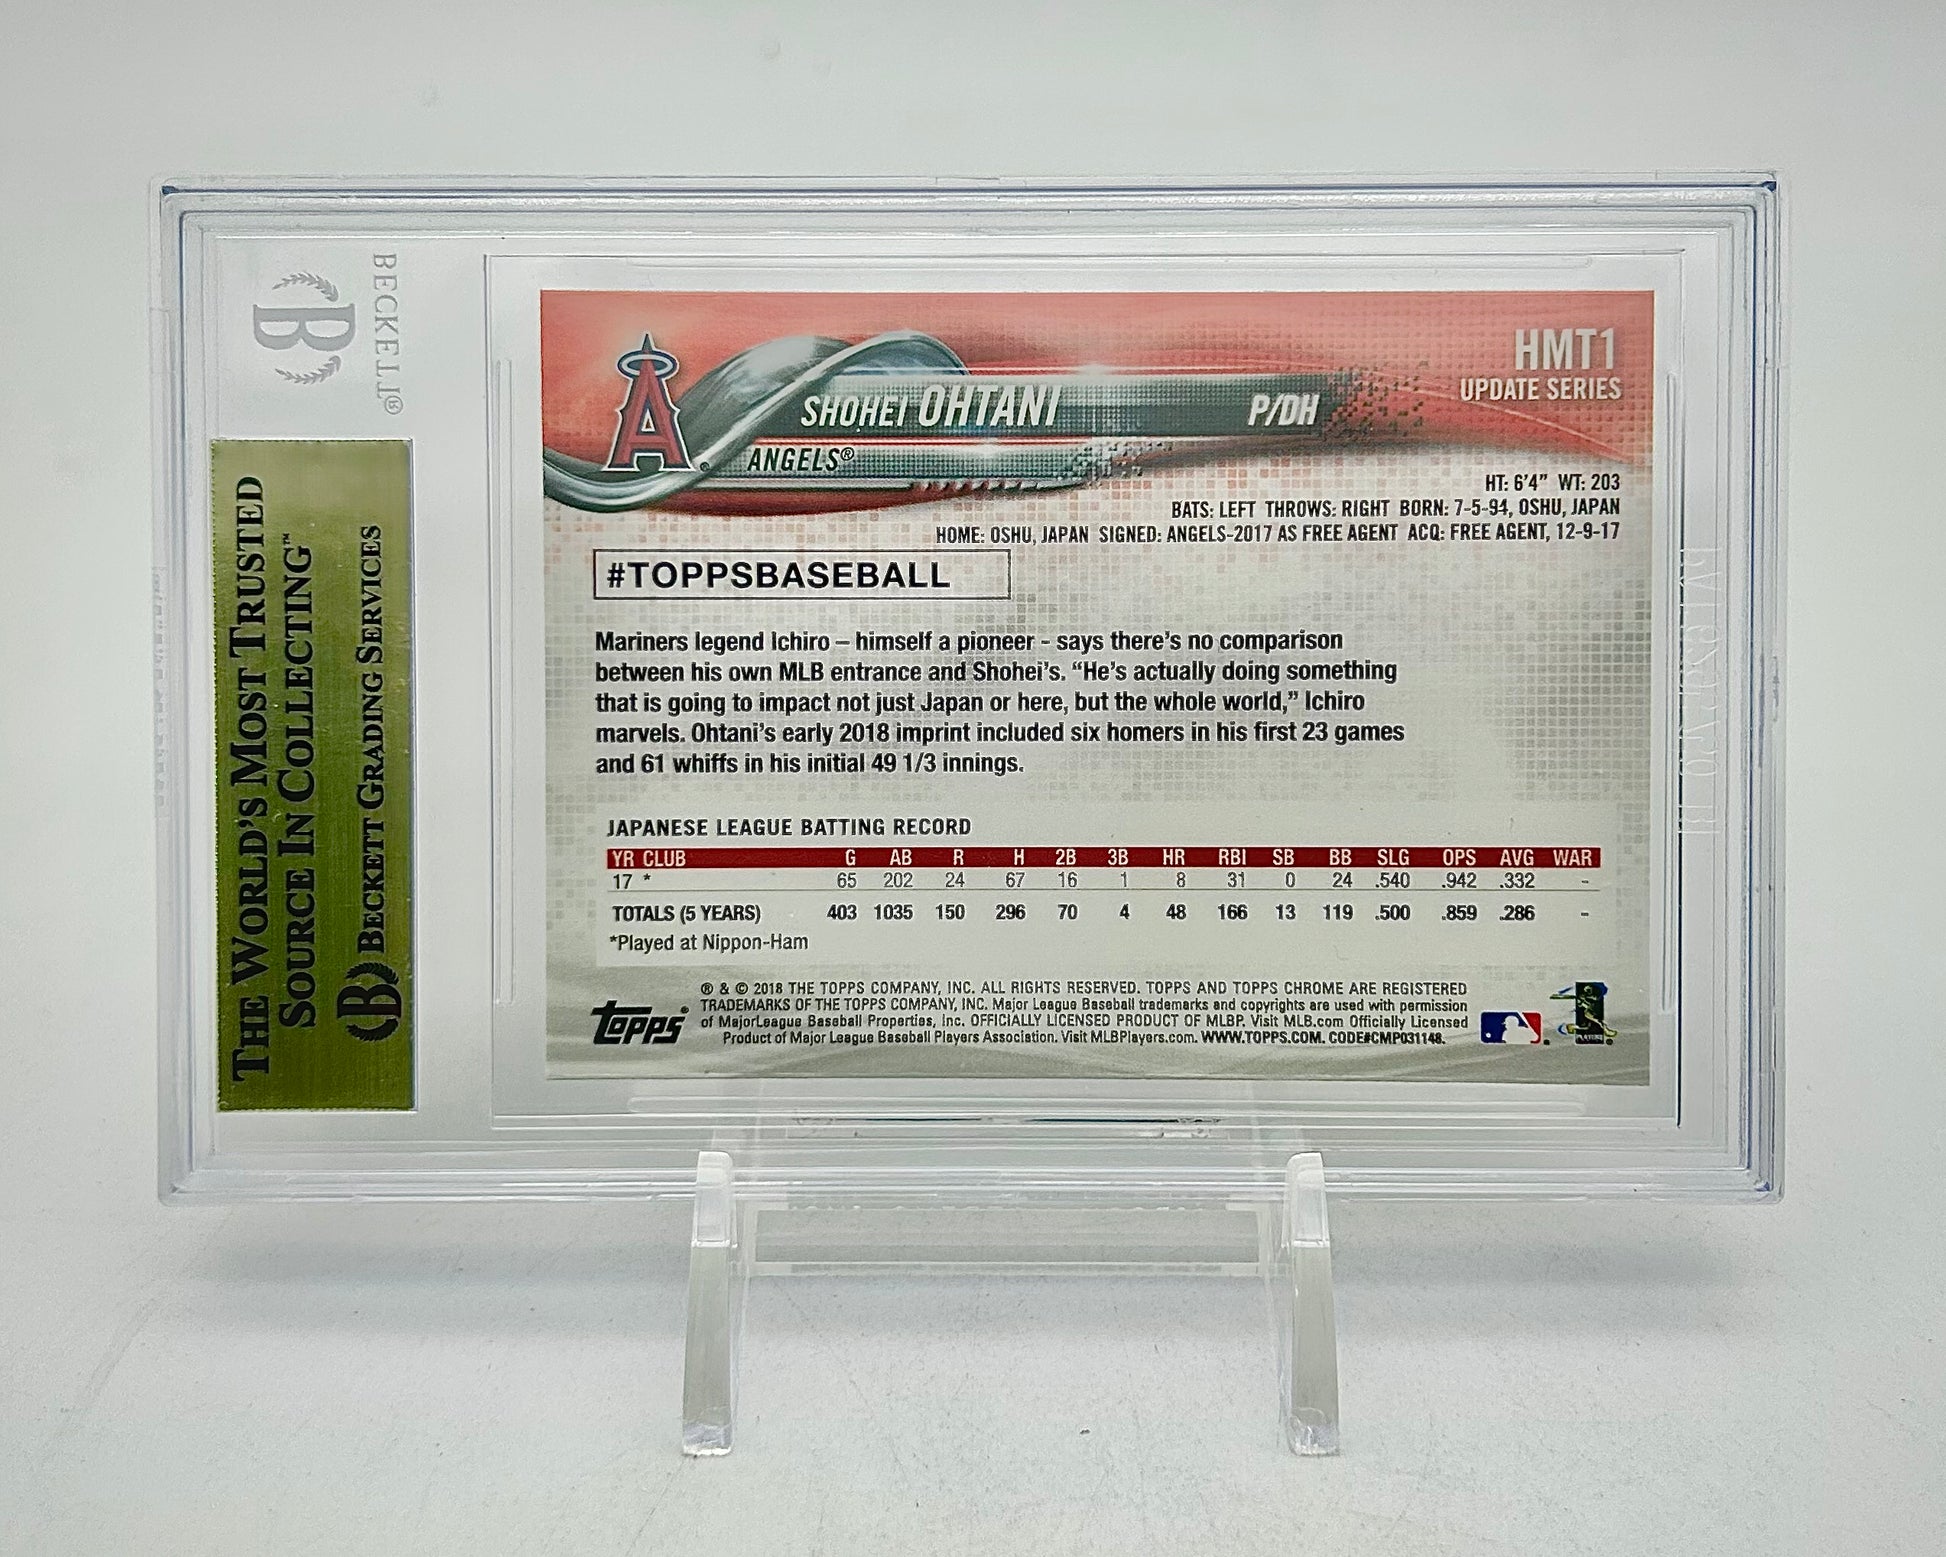 BECKETT®
B
THE WORLD'S MOST TRUSTED
SOURCE IN COLLECTING™
B BECKETT GRADING SERVICES
A
HMT1
UPDATE SERIES
SHOHEI OHTANI P/DH
ANGELS®
HT: 6'4" WT: 203
BATS: LEFT THROWS: RIGHT BORN: 7-5-94, OSHU, JAPAN
HOME: OSHU, JAPAN SIGNED: ANGELS-2017 AS FREE AGENT ACQ: FREE AGENT, 12-9-17
#TOPPSBASEBALL
Mariners legend Ichiro – himself a pioneer - says there's no comparison
between his own MLB entrance and Shohei's. “He's actually doing something
that is going to impact not just Japan or here, but the whole world,” Ichiro
marvels. Ohtani's early 2018 imprint included six homers in his first 23 games
and 61 whiffs in his initial 49 1/3 innings.
JAPANESE LEAGUE BATTING RECORD
YR CLUB G AB R H 2B 3B HR RBI SB BB SLG OPS AVG WAR
17 * 65 202 24 67 16 1 8 31 0 24 .540 .942 .332 -
TOTALS (5 YEARS) 403 1035 150 296 70 4 48 166 13 119 .500 .859 .286 -
*Played at Nippon-Ham
Topps®
® & © 2018 THE TOPPS COMPANY, INC. ALL RIGHTS RESERVED. TOPPS AND TOPPS CHROME ARE REGISTERED
TRADEMARKS OF THE TOPPS COMPANY, INC. Major League Baseball trademarks and copyrights are used with permission
of MajorLeague Baseball Properties, Inc. OFFICIALLY LICENSED PRODUCT OF MLBP. Visit MLB.com Officially Licensed
Product of Major League Baseball Players Association. Visit MLBPlayers.com. WWW.TOPPS.COM. CODE#CMP031148.